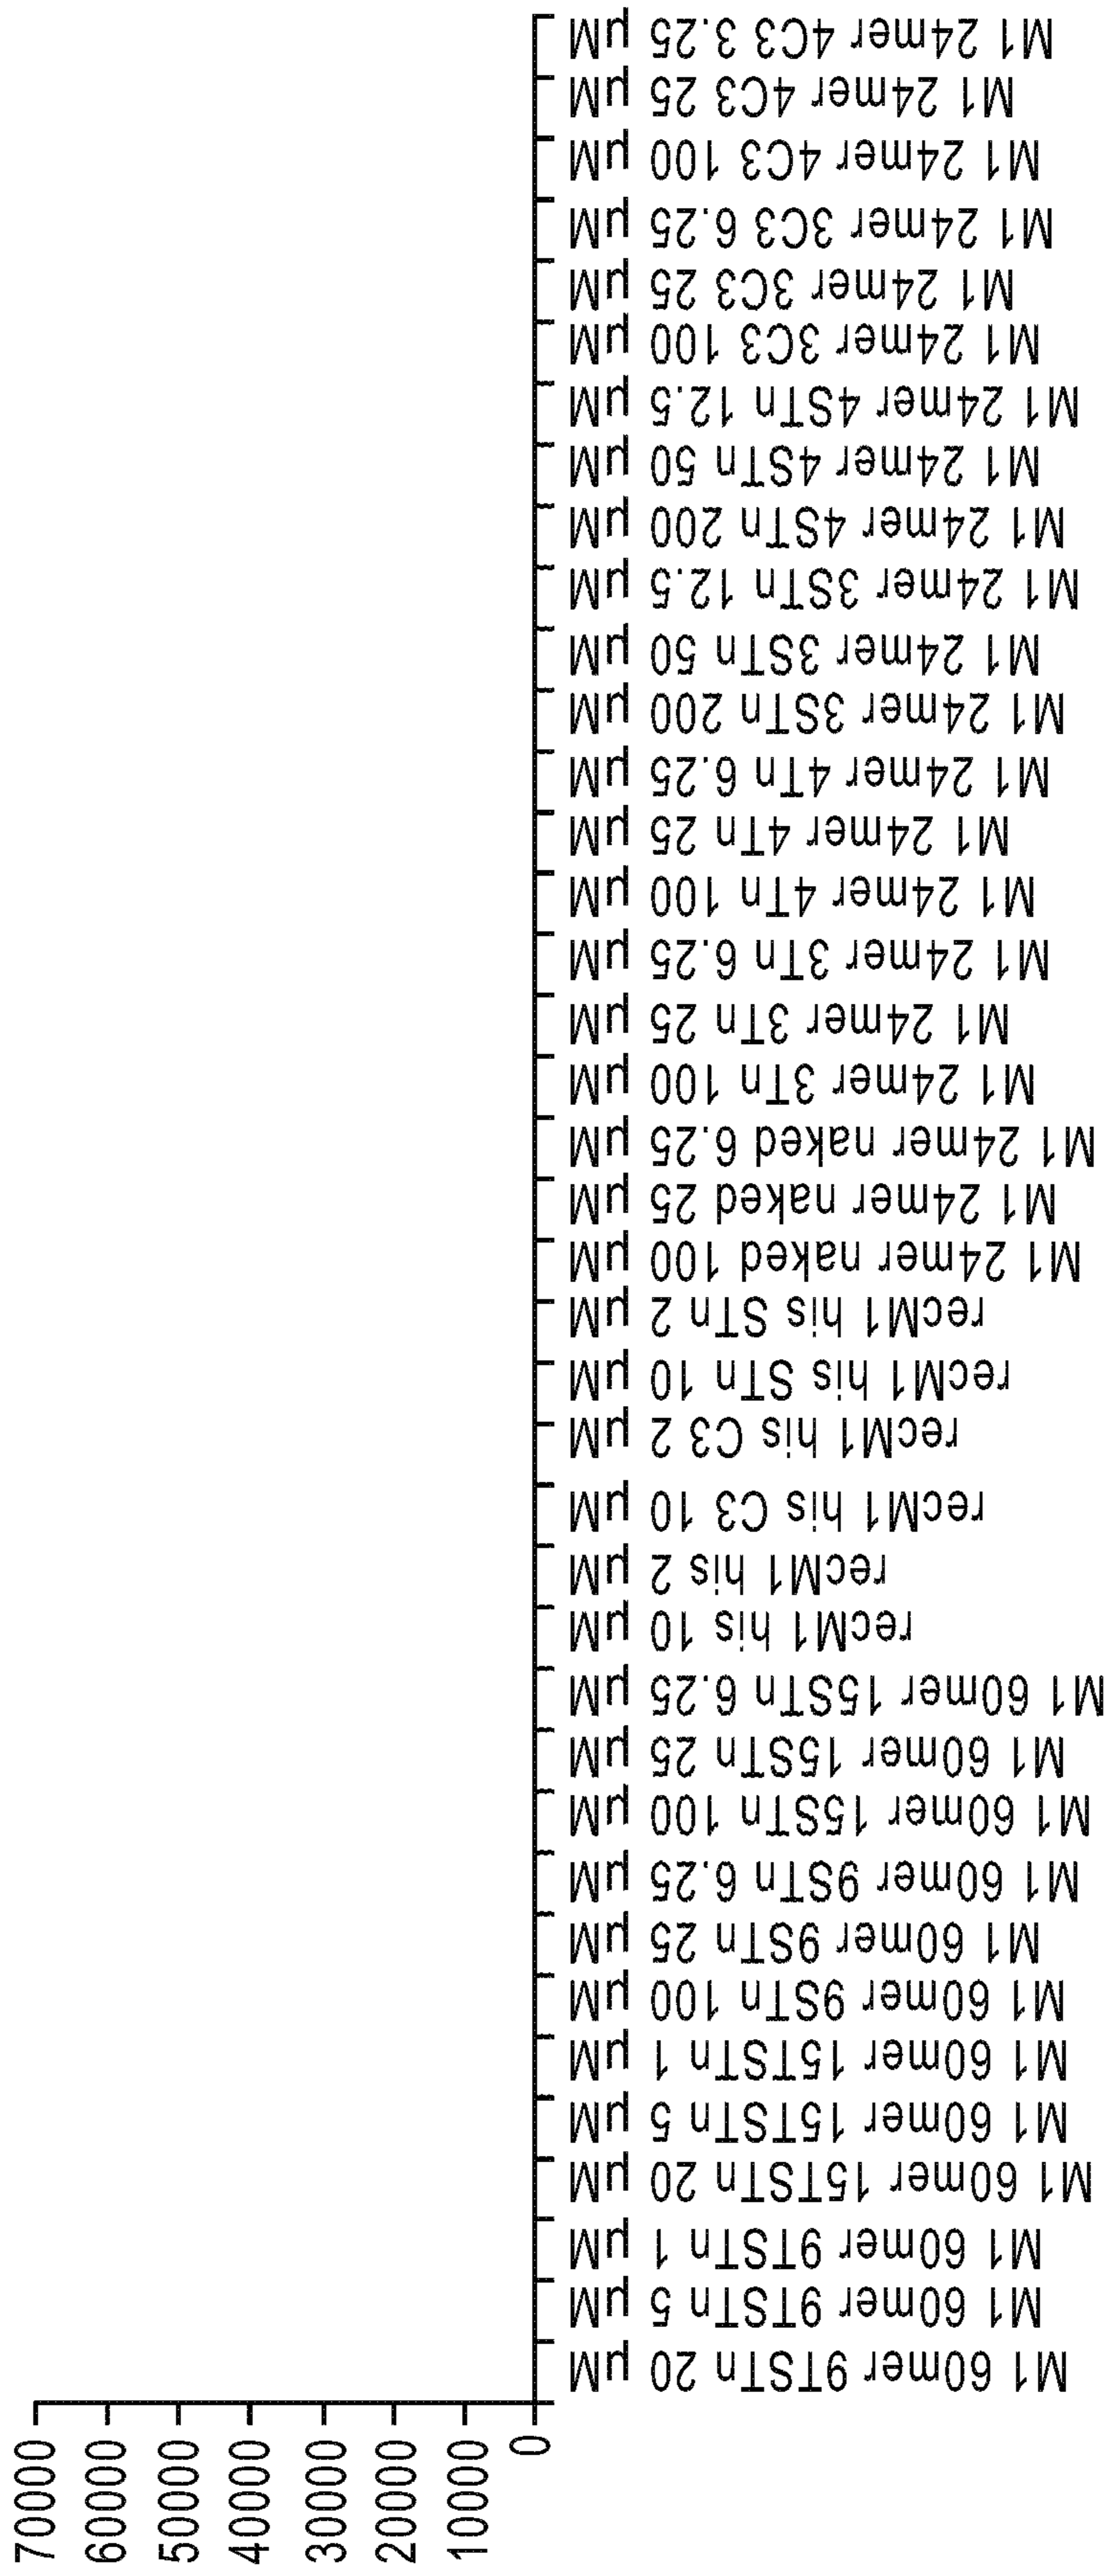 70000
60000
50000
40000
30000
20000
10000
0
M1 60mer 9TSTn 20 µM
M1 60mer 9TSTn 5 µM
M1 60mer 9TSTn 1 µM
M1 60mer 15TSTn 20 µM
M1 60mer 15TSTn 5 µM
M1 60mer 15TSTn 1 µM
M1 60mer 9STn 100 µM
M1 60mer 9STn 25 µM
M1 60mer 9STn 6.25 µM
M1 60mer 15STn 100 µM
M1 60mer 15STn 25 µM
M1 60mer 15STn 6.25 µM
recM1 his 10 µM
recM1 his 2 µM
recM1 his C3 10 µM
recM1 his C3 2 µM
recM1 his STn 10 µM
recM1 his STn 2 µM
M1 24mer naked 100 µM
M1 24mer naked 25 µM
M1 24mer naked 6.25 µM
M1 24mer 3Tn 100 µM
M1 24mer 3Tn 25 µM
M1 24mer 3Tn 6.25 µM
M1 24mer 4Tn 100 µM
M1 24mer 4Tn 25 µM
M1 24mer 4Tn 6.25 µM
M1 24mer 3STn 200 µM
M1 24mer 3STn 50 µM
M1 24mer 3STn 12.5 µM
M1 24mer 4STn 200 µM
M1 24mer 4STn 50 µM
M1 24mer 4STn 12.5 µM
M1 24mer 3C3 100 µM
M1 24mer 3C3 25 µM
M1 24mer 3C3 6.25 µM
M1 24mer 4C3 100 µM
M1 24mer 4C3 25 µM
M1 24mer 4C3 3.25 µM